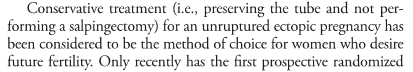 Conservative treatment (i.e., preserving the tube and not per-
forming a salpingectomy) for an unruptured ectopic pregnancy has
been considered to be the method of choice for women who desire
future fertility. Only recently has the first prospective randomized